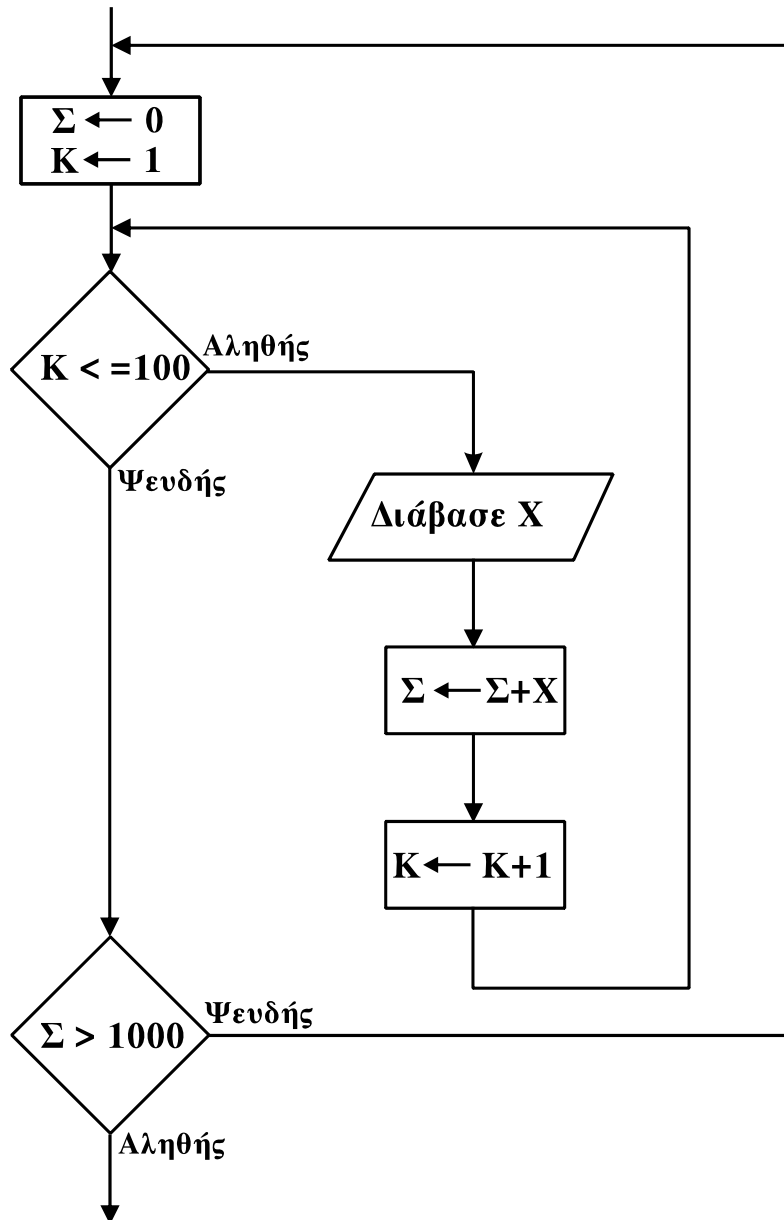 Σ ← 0
Κ ← 1
Κ < =100
Αληθής
Ψευδής
Διάβασε Χ
Σ ← Σ+Χ
Κ ← Κ+1
Σ > 1000
Ψευδής
Αληθής